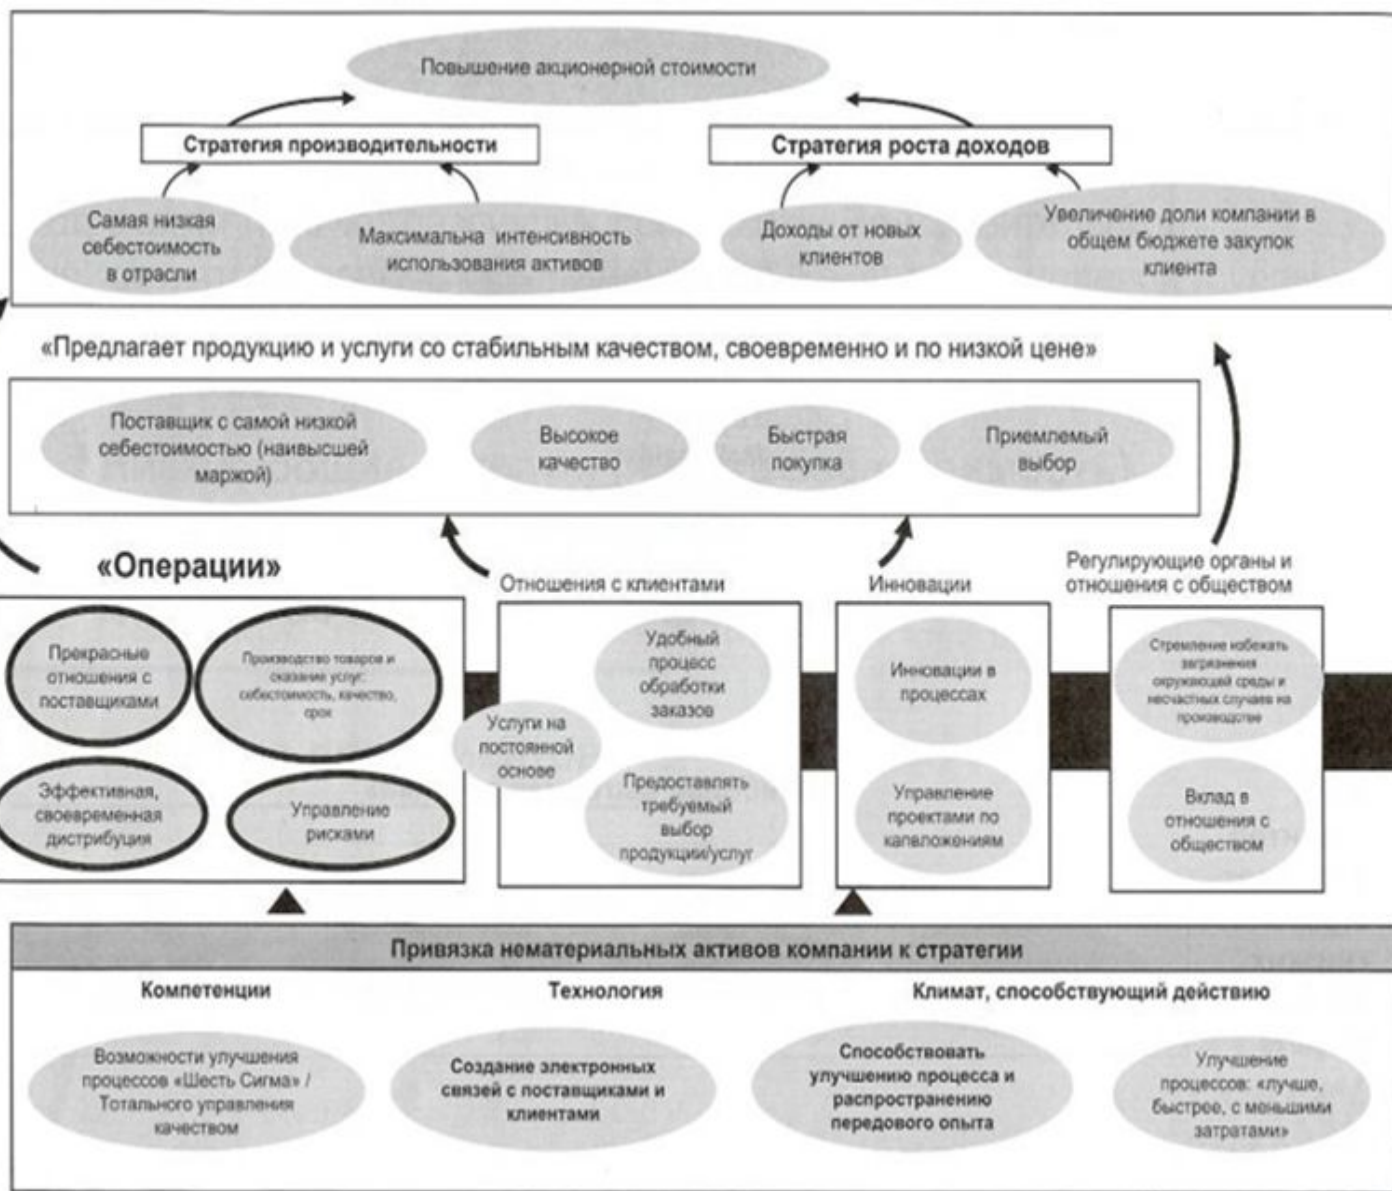 Повышение акционерной стоимости
Стратегия производительности
Стратегия роста доходов
Самая низкая
себестоимость
в отрасли
Максимальна интенсивность
использования активов
Доходы от новых
клиентов
Увеличение доли компании в
общем бюджете закупок
клиента
«Предлагает продукцию и услуги со стабильным качеством, своевременно и по низкой цене»
Поставщик с самой низкой
себестоимостью (наивысшей
маржой)
Высокое
качество
Быстрая
покупка
Приемлемый
выбор
«Операции»
Отношения с клиентами
Инновации
Регулирующие органы и
отношения с обществом
Прекрасные
отношения с
поставщиками
Производство товаров и
оказание услуг:
себестоимость, качество,
срок
Эффективная,
своевременная
дистрибуция
Управление
рисками
Услуги на
постоянной
основе
Удобный
процесс
обработки
заказов
Предоставлять
требуемый
выбор
продукции/услуг
Инновации в
процессах
Управление
проектами по
капвложениям
Стремление избежать
загрязнения
окружающей среды и
несчастных случаев на
производстве
Вклад в
отношения с
обществом
Привязка нематериальных активов компании к стратегии
Компетенции
Технология
Климат, способствующий действию
Возможности улучшения
процессов «Шесть Сигма» /
Тотального управления
качеством
Создание электронных
связей с поставщиками и
клиентами
Способствовать
улучшению процесса и
распространению
передового опыта
Улучшение
процессов: «лучше,
быстрее, с меньшими
затратами»